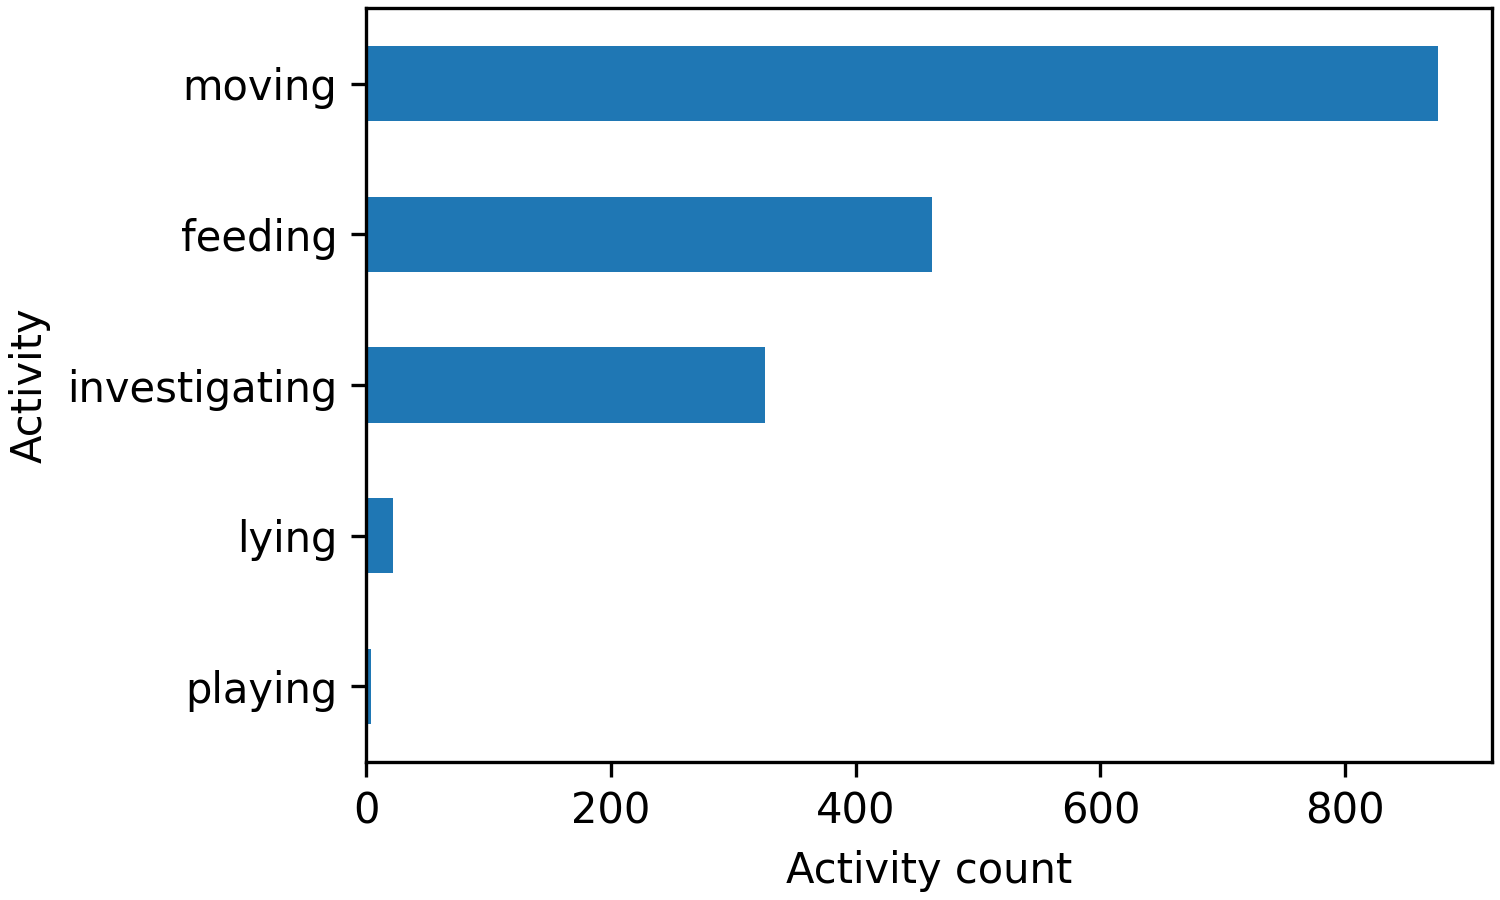 moving
feeding
investigating
lying
playing
Activity
0 200 400 600 800
Activity count